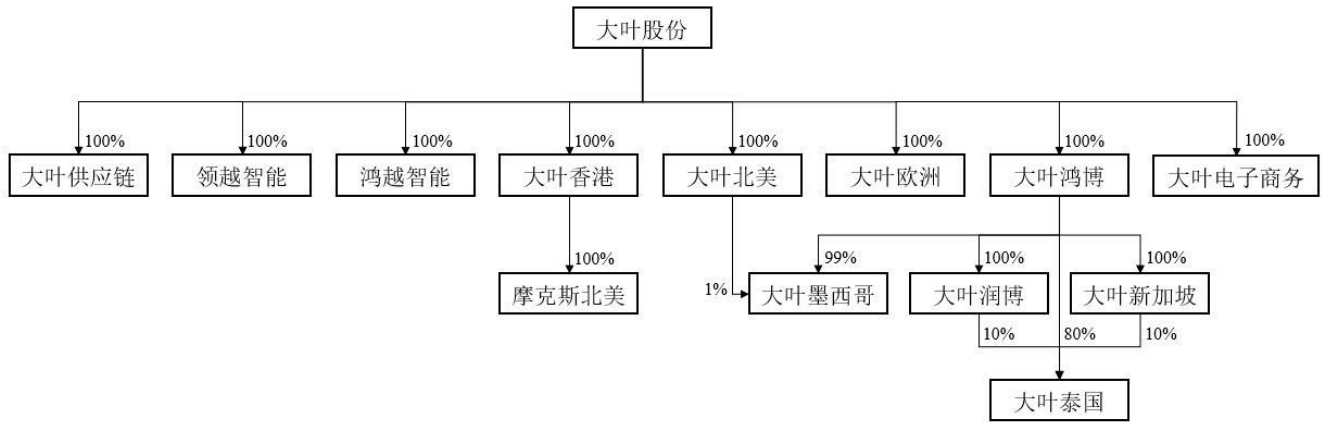 大叶股份
100% 100% 100% 100% 100% 100% 100% 100%
大叶供应链 领越智能 鸿越智能 大叶香港 大叶北美 大叶欧洲 大叶鸿博 大叶电子商务
100% 99% 100% 100%
1%
摩克斯北美 大叶墨西哥 大叶润博 大叶新加坡
10% 80% 10%
大叶泰国